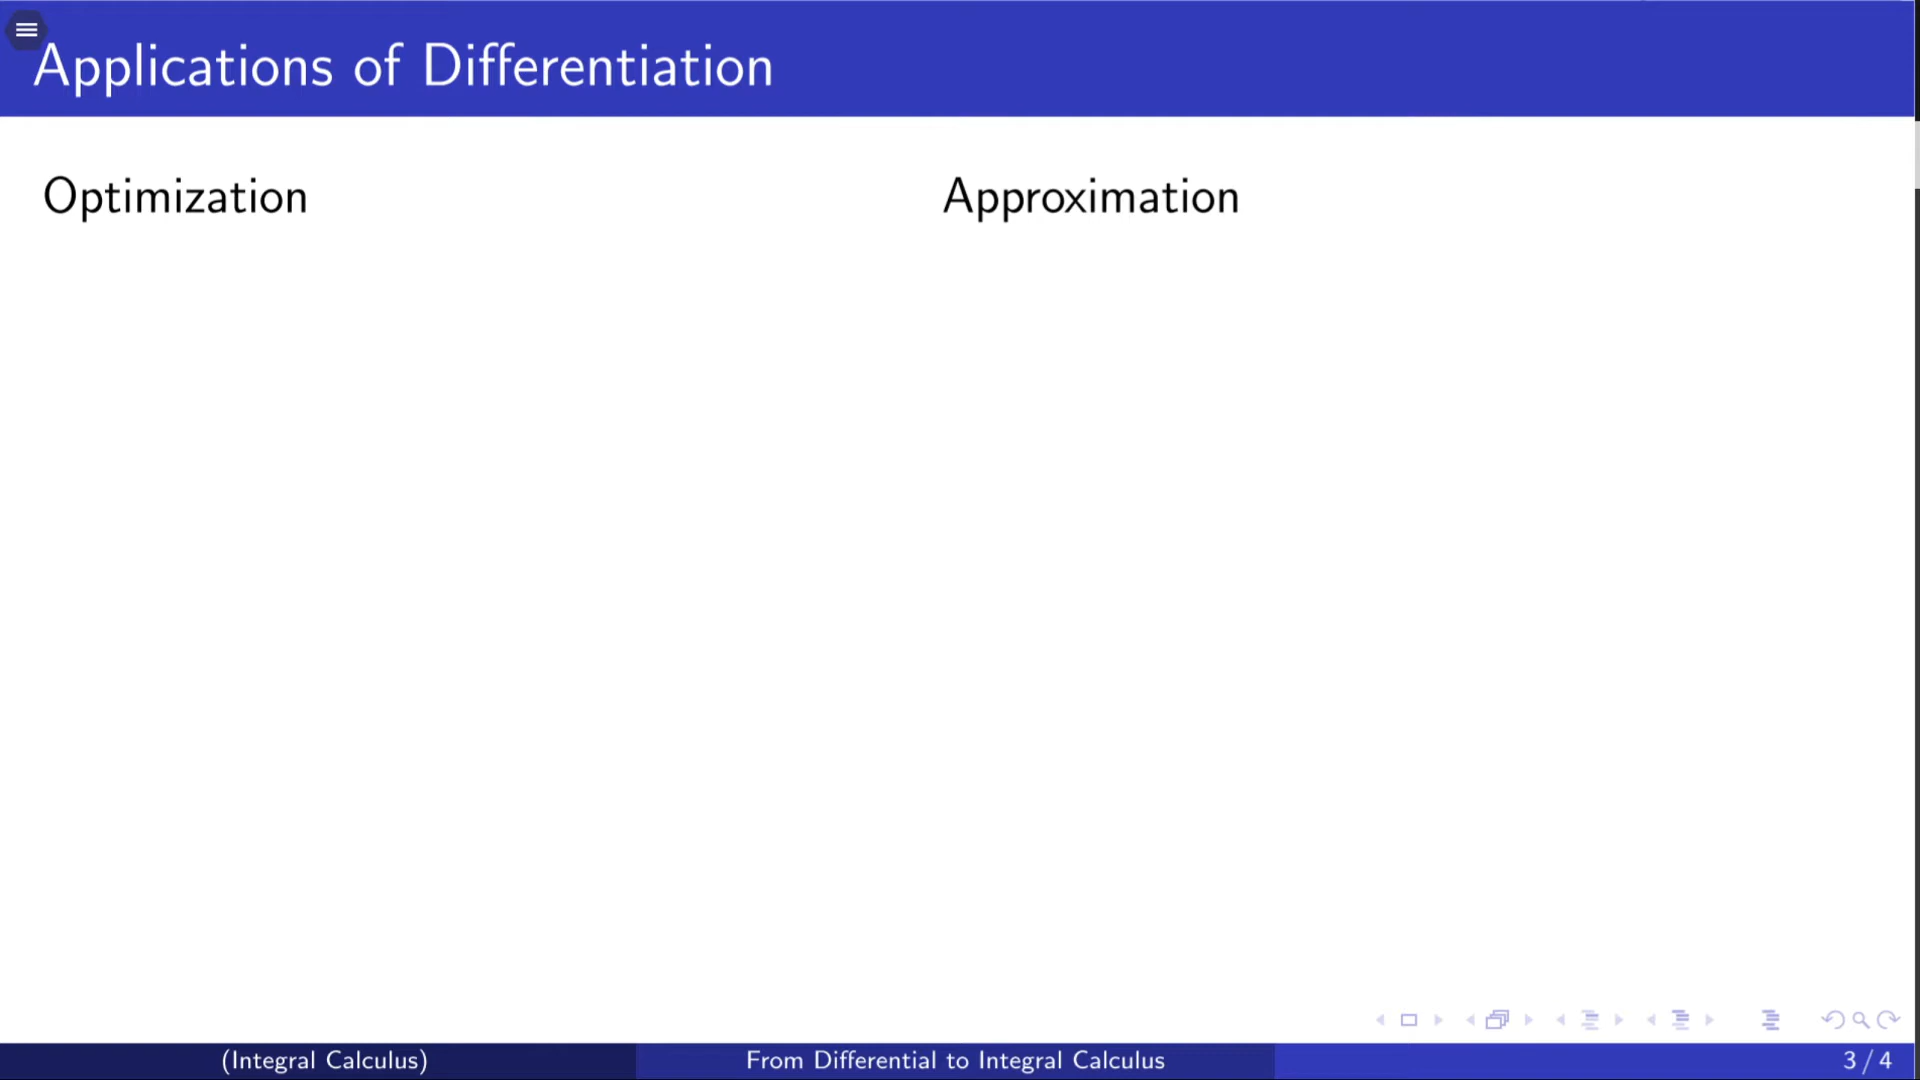 Applications of Differentiation
Optimization
Approximation
(Integral Calculus)
From Differential to Integral Calculus
3 / 4